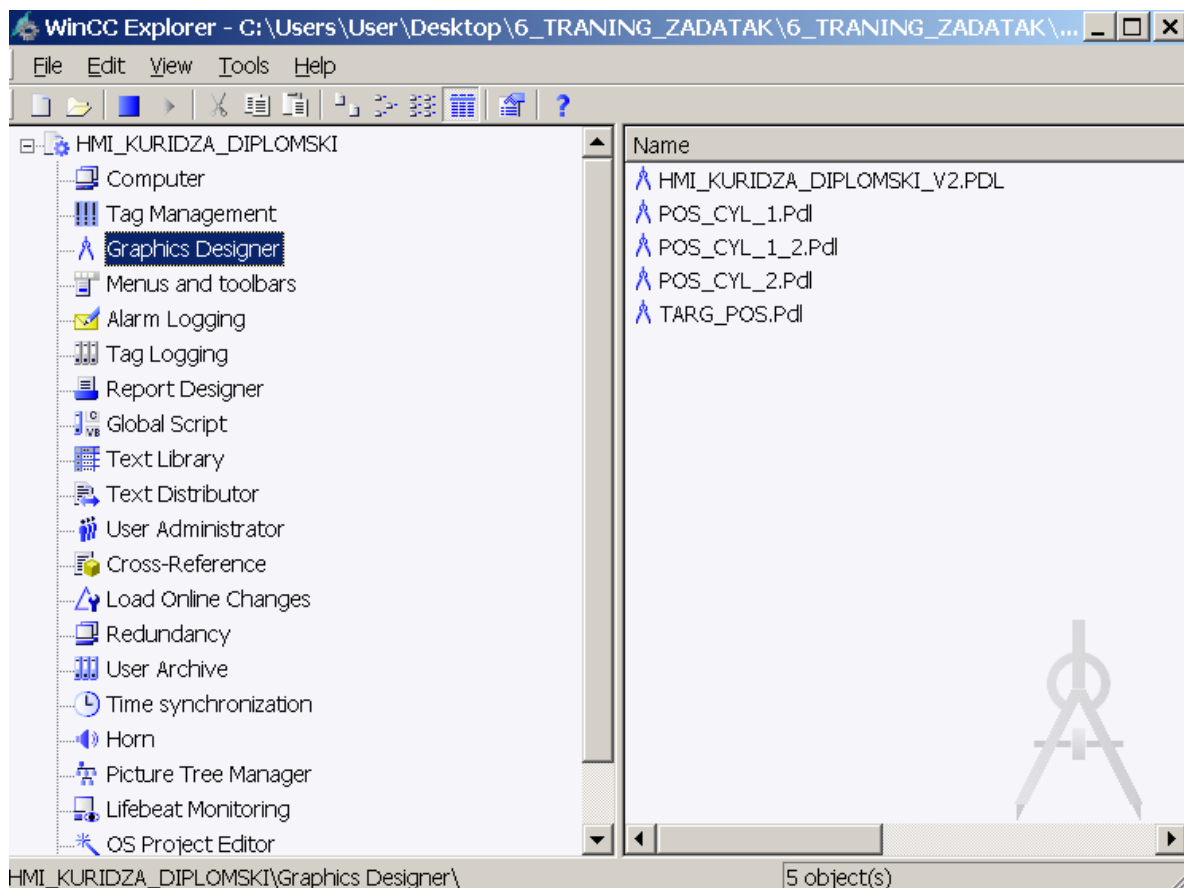 WinCC Explorer - C:\Users\User\Desktop\6_TRANING_ZADATAK\6_TRANING_ZADATAK\...
File Edit View Tools Help
HMI_KURIDZA_DIPLOMSKI
Computer
Tag Management
Graphics Designer
Menus and toolbars
Alarm Logging
Tag Logging
Report Designer
Global Script
Text Library
Text Distributor
User Administrator
Cross-Reference
Load Online Changes
Redundancy
User Archive
Time synchronization
Horn
Picture Tree Manager
Lifebeat Monitoring
OS Project Editor
Name
HMI_KURIDZA_DIPLOMSKI_V2.PDL
POS_CYL_1.Pdl
POS_CYL_1_2.Pdl
POS_CYL_2.Pdl
TARG_POS.Pdl
HMI_KURIDZA_DIPLOMSKI\Graphics Designer\
5 object(s)